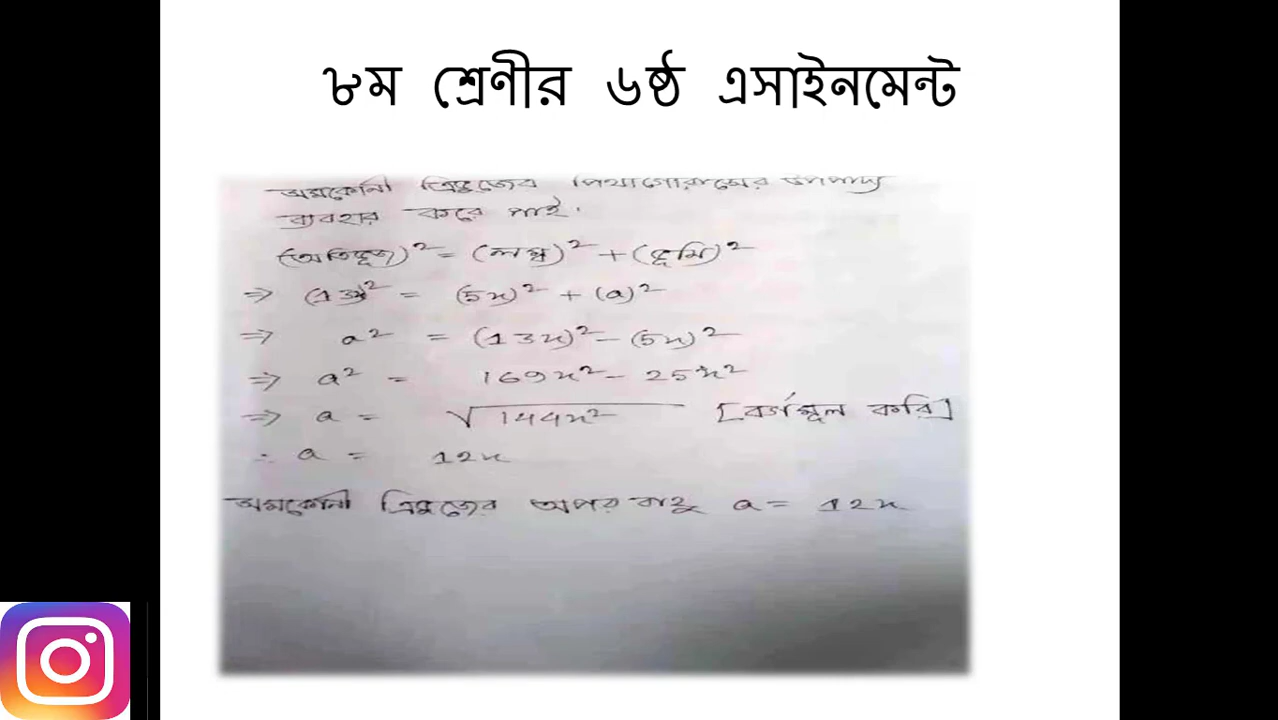 ৮ম শ্রেণীর ৬ষ্ঠ এসাইনমেন্ট
সমকোনী ত্রিভুজের পিথাগোরাসের উপপাদ্য
ব্যবহার করে পাই।
(অতিভূজ)² = (লম্ব)² + (ভূমি)²
⇒ (13x)² = (5x)² + (a)²
⇒ a² = (13x)² − (5x)²
⇒ a² = 169x² − 25x²
⇒ a = √144x² [বর্গমূল করি]
∴ a = 12x
সমকোনী ত্রিভুজের অপর বাহু a = 12x